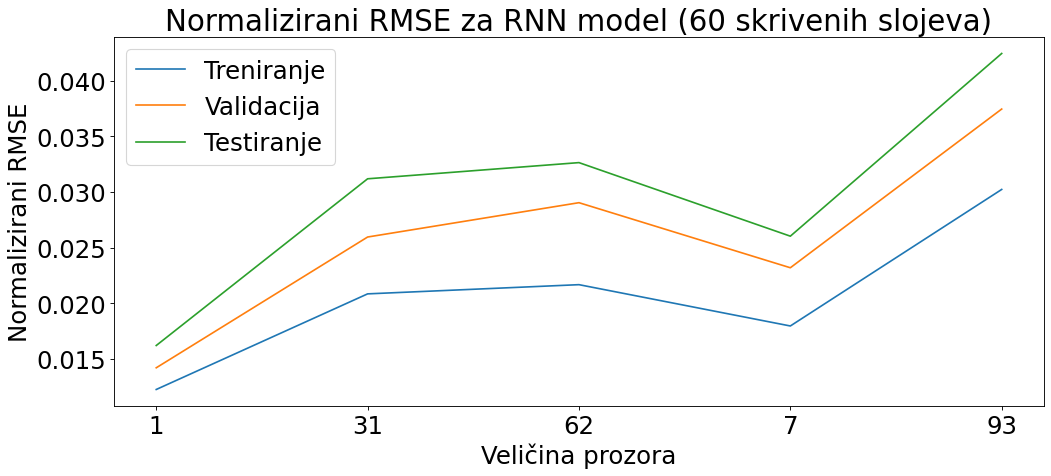 Normalizirani RMSE za RNN model (60 skrivenih slojeva)
Treniranje
Validacija
Testiranje
Normalizirani RMSE
0.040
0.035
0.030
0.025
0.020
0.015
1 31 62 7 93
Veličina prozora